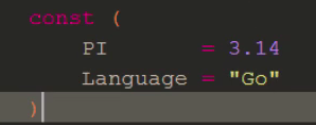 const (
    PI       = 3.14
    Language = "Go"
)